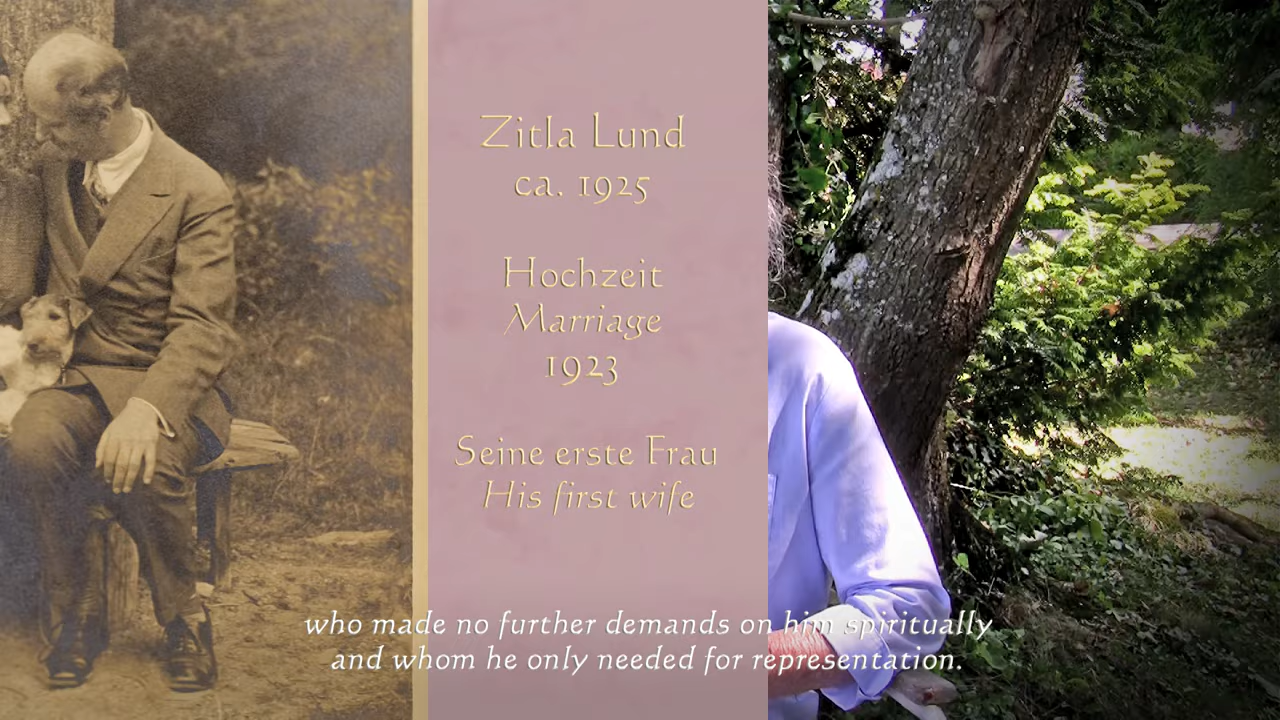 Zitla Lund
ca. 1925
Hochzeit
Marriage
1923
Seine erste Frau
His first wife
who made no further demands on him spiritually
and whom he only needed for representation.